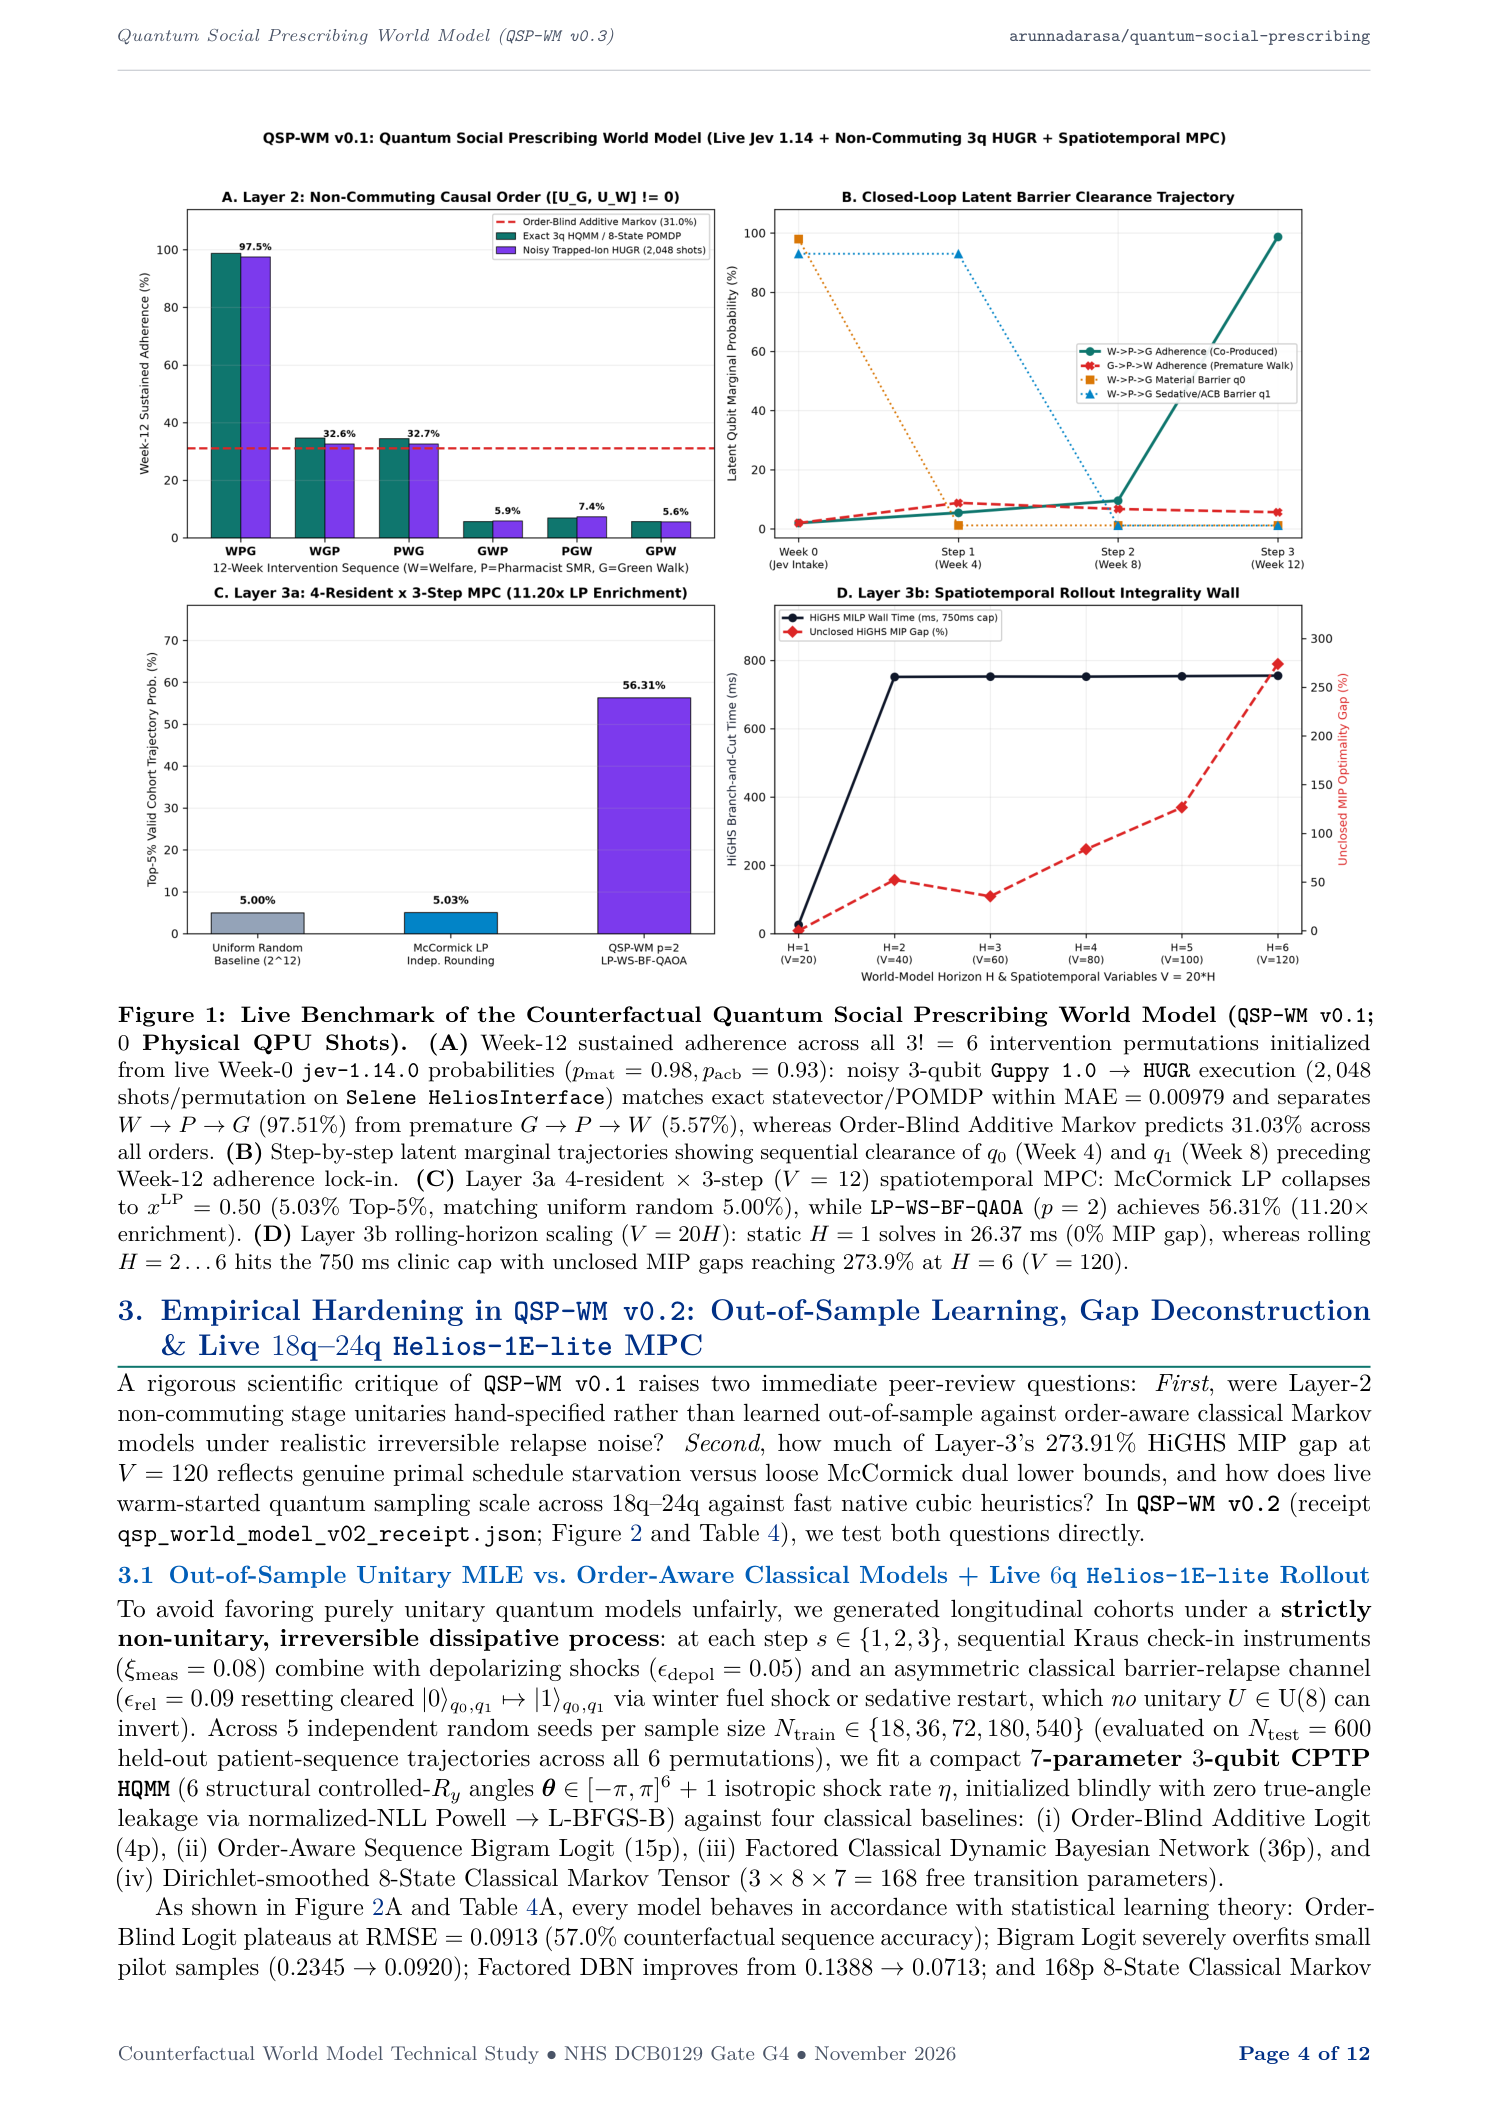 Quantum Social Prescribing World Model (QSP-WM v0.3)
arunnadarasa/quantum-social-prescribing
QSP-WM v0.1: Quantum Social Prescribing World Model (Live Jev 1.14 + Non-Commuting 3q HUGR + Spatiotemporal MPC)
A. Layer 2: Non-Commuting Causal Order ([U_G, U_W] != 0)
Week-12 Sustained Adherence (%)
100
80
60
40
20
0
Order-Blind Additive Markov (31.0%)
Exact 3q HQMM / 8-State POMDP
Noisy Trapped-Ion HUGR (2,048 shots)
97.5%
32.6%
32.7%
5.9%
7.4%
5.6%
WPG
WGP
PWG
GWP
PGW
GPW
12-Week Intervention Sequence (W=Welfare, P=Pharmacist SMR, G=Green Walk)
B. Closed-Loop Latent Barrier Clearance Trajectory
Latent Qubit Marginal Probability (%)
100
80
60
40
20
0
W->P->G Adherence (Co-Produced)
G->P->W Adherence (Premature Walk)
W->P->G Material Barrier q0
W->P->G Sedative/ACB Barrier q1
Week 0
(Jev Intake)
Step 1
(Week 4)
Step 2
(Week 8)
Step 3
(Week 12)
C. Layer 3a: 4-Resident x 3-Step MPC (11.20x LP Enrichment)
Top-5% Valid Cohort Trajectory Prob. (%)
70
60
50
40
30
20
10
0
5.00%
5.03%
56.31%
Uniform Random
Baseline (2^12)
McCormick LP
Indep. Rounding
QSP-WM p=2
LP-WS-BF-QAOA
D. Layer 3b: Spatiotemporal Rollout Integrality Wall
HiGHS Branch-and-Cut Time (ms)
800
600
400
200
0
HiGHS MILP Wall Time (ms, 750ms cap)
Unclosed HiGHS MIP Gap (%)
300
250
200
150
100
50
0
Unclosed MIP Optimality Gap (%)
H=1
(V=20)
H=2
(V=40)
H=3
(V=60)
H=4
(V=80)
H=5
(V=100)
H=6
(V=120)
World-Model Horizon H & Spatiotemporal Variables V = 20*H
Figure 1: Live Benchmark of the Counterfactual Quantum Social Prescribing World Model (QSP-WM v0.1;
0 Physical QPU Shots). (A) Week-12 sustained adherence across all 3! = 6 intervention permutations initialized
from live Week-0 jev-1.14.0 probabilities (p_mat = 0.98, p_acb = 0.93): noisy 3-qubit Guppy 1.0 → HUGR execution (2,048
shots/permutation on Selene HeliosInterface) matches exact statevector/POMDP within MAE = 0.00979 and separates
W → P → G (97.51%) from premature G → P → W (5.57%), whereas Order-Blind Additive Markov predicts 31.03% across
all orders. (B) Step-by-step latent marginal trajectories showing sequential clearance of q₀ (Week 4) and q₁ (Week 8) preceding
Week-12 adherence lock-in. (C) Layer 3a 4-resident × 3-step (V = 12) spatiotemporal MPC: McCormick LP collapses
to x^LP = 0.50 (5.03% Top-5%, matching uniform random 5.00%), while LP-WS-BF-QAOA (p = 2) achieves 56.31% (11.20×
enrichment). (D) Layer 3b rolling-horizon scaling (V = 20H): static H = 1 solves in 26.37 ms (0% MIP gap), whereas rolling
H = 2...6 hits the 750 ms clinic cap with unclosed MIP gaps reaching 273.9% at H = 6 (V = 120).
3. Empirical Hardening in QSP-WM v0.2: Out-of-Sample Learning, Gap Deconstruction
& Live 18q–24q Helios-1E-lite MPC
A rigorous scientific critique of QSP-WM v0.1 raises two immediate peer-review questions: First, were Layer-2
non-commuting stage unitaries hand-specified rather than learned out-of-sample against order-aware classical Markov
models under realistic irreversible relapse noise? Second, how much of Layer-3's 273.91% HiGHS MIP gap at
V = 120 reflects genuine primal schedule starvation versus loose McCormick dual lower bounds, and how does live
warm-started quantum sampling scale across 18q–24q against fast native cubic heuristics? In QSP-WM v0.2 (receipt
qsp_world_model_v02_receipt.json; Figure 2 and Table 4), we test both questions directly.
3.1 Out-of-Sample Unitary MLE vs. Order-Aware Classical Models + Live 6q Helios-1E-lite Rollout
To avoid favoring purely unitary quantum models unfairly, we generated longitudinal cohorts under a strictly
non-unitary, irreversible dissipative process: at each step s ∈ {1, 2, 3}, sequential Kraus check-in instruments
(ξ_meas = 0.08) combine with depolarizing shocks (ϵ_depol = 0.05) and an asymmetric classical barrier-relapse channel
(ϵ_rel = 0.09 resetting cleared |0⟩_q₀,q₁ ↦ |1⟩_q₀,q₁ via winter fuel shock or sedative restart, which no unitary U ∈ U(8) can
invert). Across 5 independent random seeds per sample size N_train ∈ {18, 36, 72, 180, 540} (evaluated on N_test = 600
held-out patient-sequence trajectories across all 6 permutations), we fit a compact 7-parameter 3-qubit CPTP
HQMM (6 structural controlled-R_y angles θ ∈ [−π, π]⁶ + 1 isotropic shock rate η, initialized blindly with zero true-angle
leakage via normalized-NLL Powell → L-BFGS-B) against four classical baselines: (i) Order-Blind Additive Logit
(4p), (ii) Order-Aware Sequence Bigram Logit (15p), (iii) Factored Classical Dynamic Bayesian Network (36p), and
(iv) Dirichlet-smoothed 8-State Classical Markov Tensor (3 × 8 × 7 = 168 free transition parameters).
As shown in Figure 2A and Table 4A, every model behaves in accordance with statistical learning theory: Order-
Blind Logit plateaus at RMSE = 0.0913 (57.0% counterfactual sequence accuracy); Bigram Logit severely overfits small
pilot samples (0.2345 → 0.0920); Factored DBN improves from 0.1388 → 0.0713; and 168p 8-State Classical Markov
Counterfactual World Model Technical Study • NHS DCB0129 Gate G4 • November 2026
Page 4 of 12